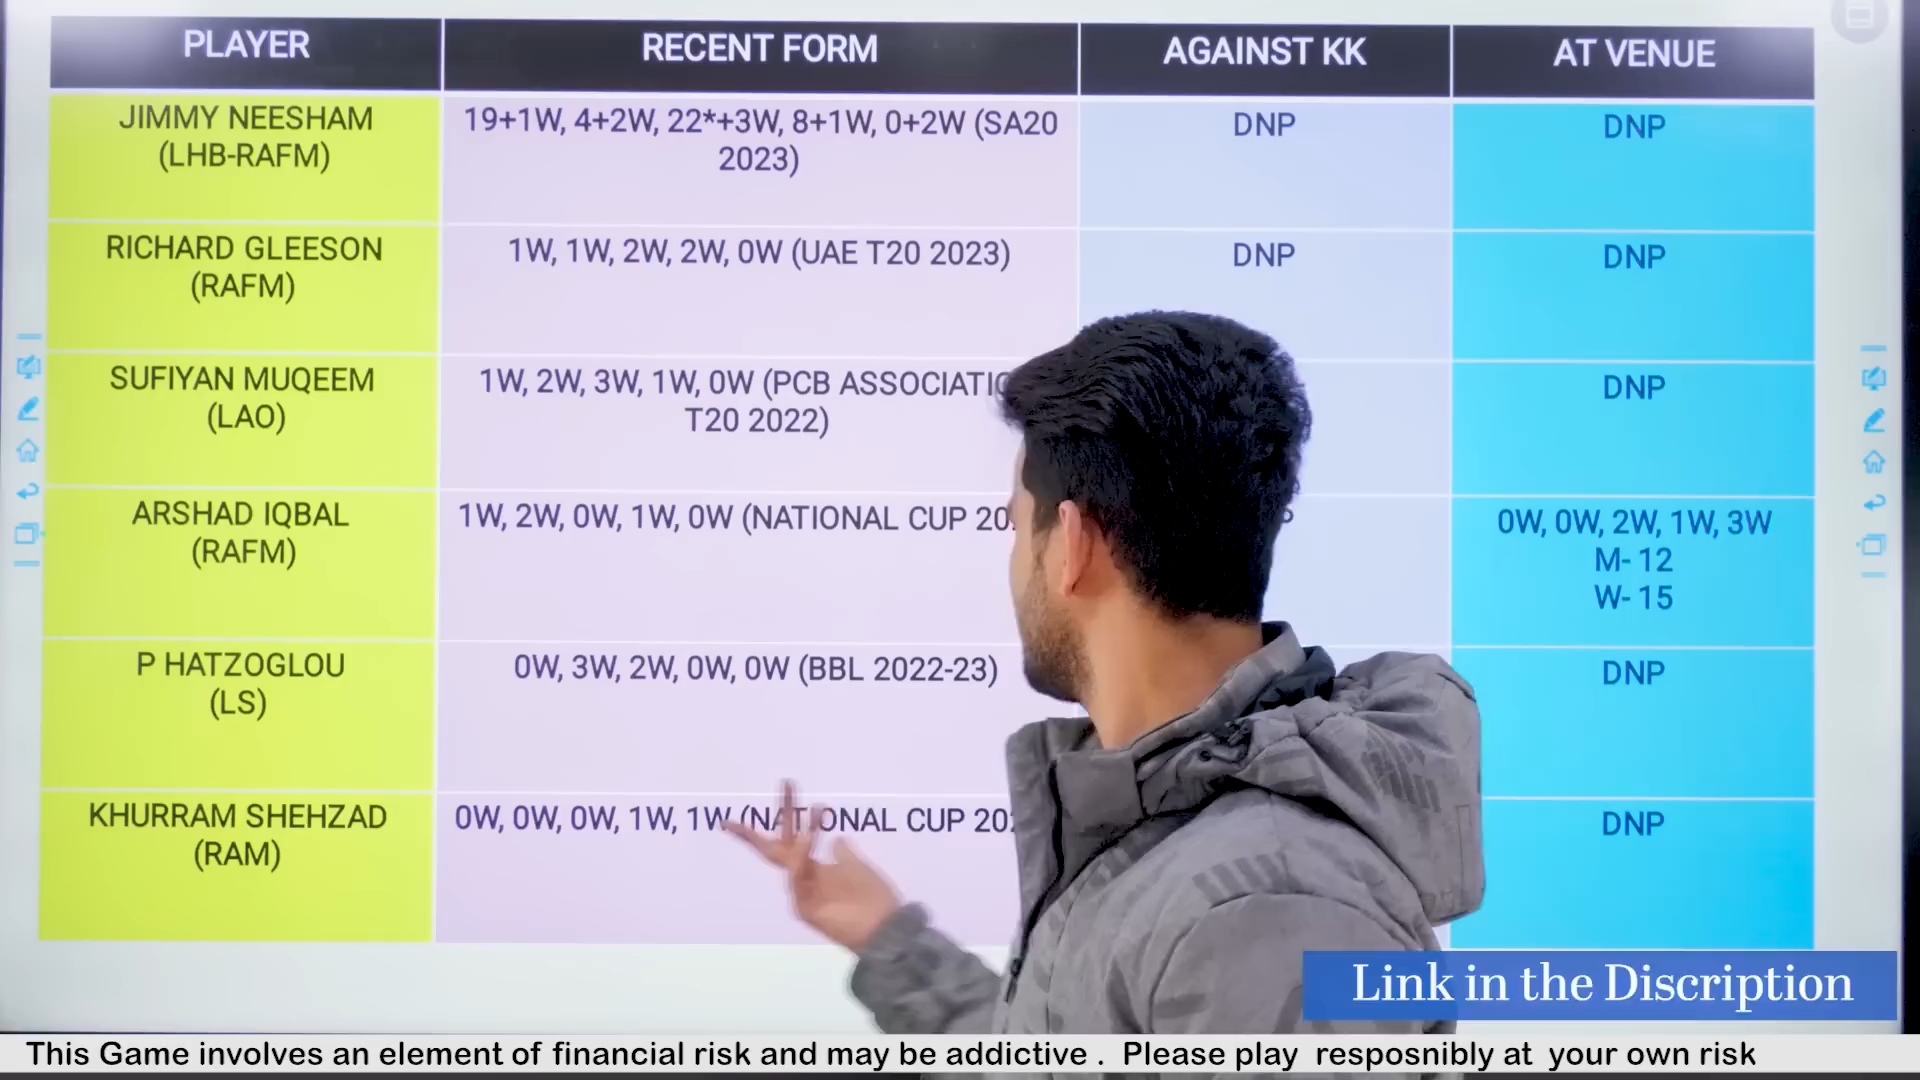 PLAYER
RECENT FORM
AGAINST KK
AT VENUE
JIMMY NEESHAM
(LHB-RAFM)
19+1W, 4+2W, 22*+3W, 8+1W, 0+2W (SA20
2023)
DNP
DNP
RICHARD GLEESON
(RAFM)
1W, 1W, 2W, 2W, 0W (UAE T20 2023)
DNP
DNP
SUFIYAN MUQEEM
(LAO)
1W, 2W, 3W, 1W, 0W (PCB
T20 2022)
DNP
ARSHAD IQBAL
(RAFM)
1W, 2W, 0W, 1W, 0W (NATIONAL CUP
0W, 0W, 2W, 1W, 3W
M- 12
W- 15
P HATZOGLOU
(LS)
0W, 3W, 2W, 0W, 0W (BBL 2022-23)
DNP
KHURRAM SHEHZAD
(RAM)
0W, 0W, 0W, 1W, 1W (NATIONAL CUP
DNP
Link in the Discription
This Game involves an element of financial risk and may be addictive . Please play resposnibly at your own risk